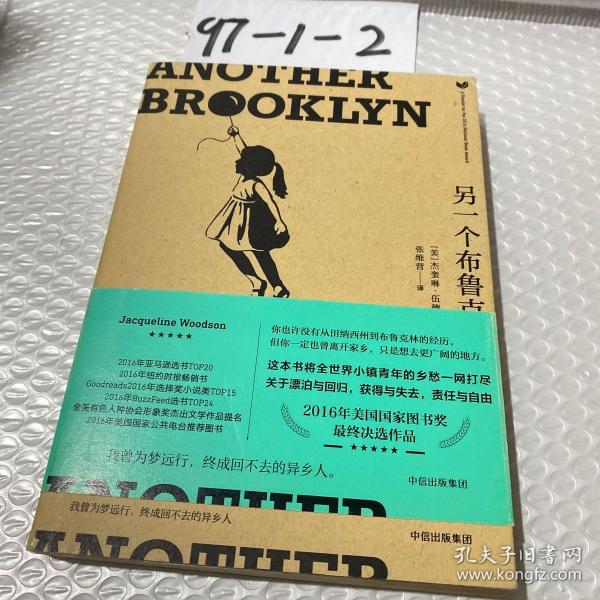 97-1-2
ANOTHER
BROOKLYN
A Finalist for the 2016 National Book Award
另一个布鲁克
[美]杰奎琳·伍德
张维营 译
Jacqueline Woodson
2016年亚马逊选书TOP20
2016年纽约时报畅销书
Goodreads2016年选择奖小说类TOP15
2016年BuzzFeed选书TOP24
全美有色人种协会形象奖杰出文学作品提名
2016年美国国家公共电台推荐图书
你也许没有从田纳西州到布鲁克林的经历,
但你一定也曾离开家乡,只是想去更广阔的地方。
这本书将全世界小镇青年的乡愁一网打尽
关于漂泊与回归,获得与失去,责任与自由
2016年美国国家图书奖
最终决选作品
我曾为梦远行,终成回不去的异乡人。
中信出版集团
ANOTHER
我曾为梦远行,终成回不去的异乡人
中信出版集团
ANOTHER
孔夫子旧书网
www.kongfz.com